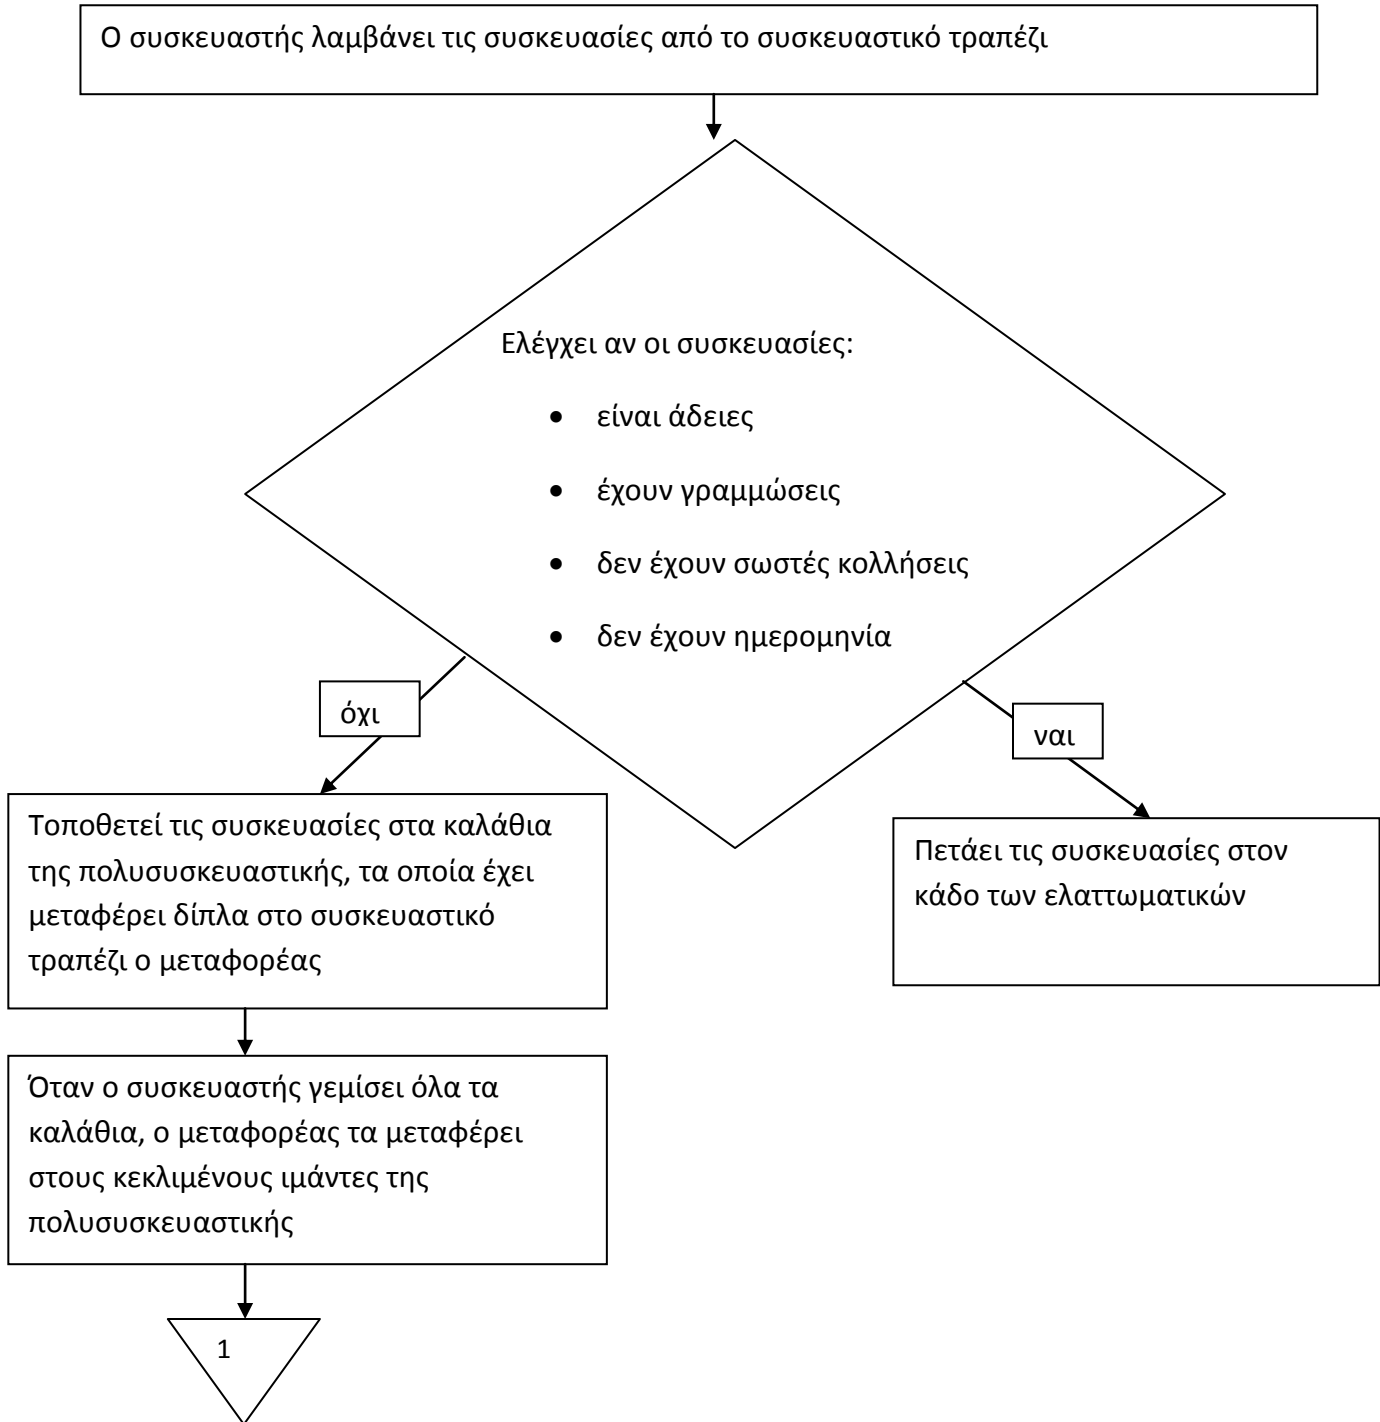 Ο συσκευαστής λαμβάνει τις συσκευασίες από το συσκευαστικό τραπέζι
Ελέγχει αν οι συσκευασίες:
• είναι άδειες
• έχουν γραμμώσεις
• δεν έχουν σωστές κολλήσεις
• δεν έχουν ημερομηνία
όχι
ναι
Τοποθετεί τις συσκευασίες στα καλάθια
της πολυσυσκευαστικής, τα οποία έχει
μεταφέρει δίπλα στο συσκευαστικό
τραπέζι ο μεταφορέας
Πετάει τις συσκευασίες στον
κάδο των ελαττωματικών
Όταν ο συσκευαστής γεμίσει όλα τα
καλάθια, ο μεταφορέας τα μεταφέρει
στους κεκλιμένους ιμάντες της
πολυσυσκευαστικής
1